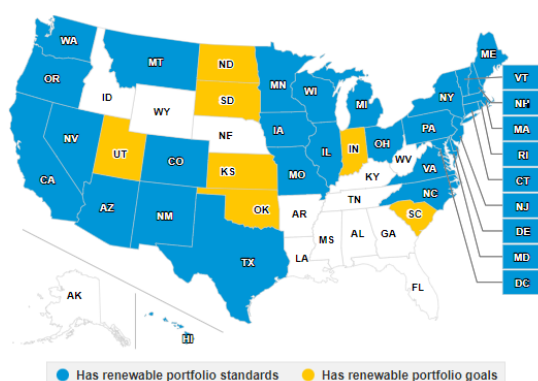 WA
MT
ND
MN
ME
VT
OR
ID
SD
WI
MI
NY
NH
WY
MA
IA
PA
RI
NV
NE
IL
IN
OH
CT
UT
CO
WV
NJ
CA
KS
MO
KY
VA
DE
NC
MD
AZ
NM
OK
AR
TN
SC
DC
TX
LA
MS
AL
GA
AK
FL
HI
Has renewable portfolio standards
Has renewable portfolio goals